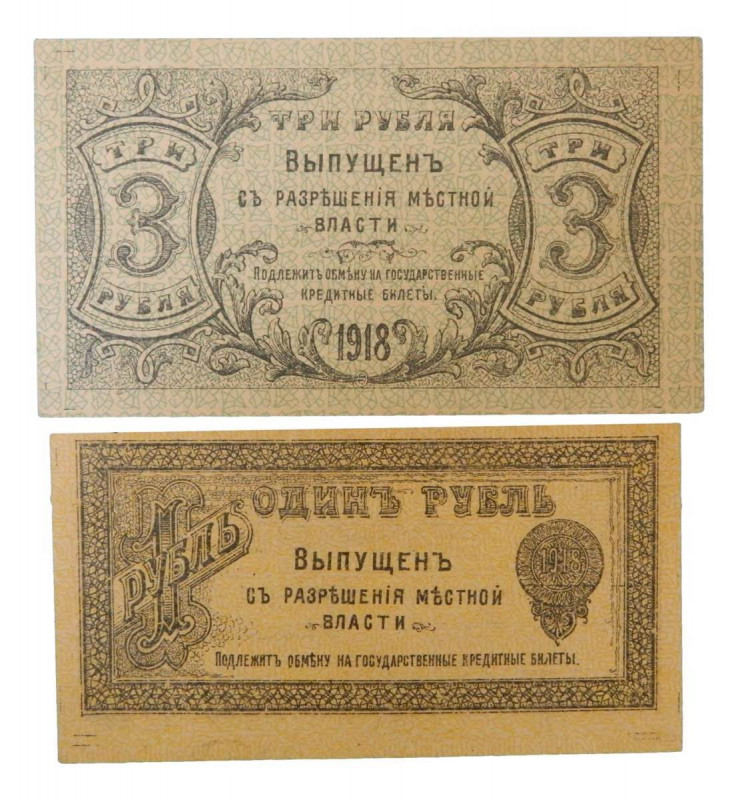 ТРИ РУБЛЯ
ТРИ
3
РУБЛЯ
ВЫПУЩЕНЪ
СЪ РАЗРѢШЕНІЯ МѢСТНОЙ
ВЛАСТИ
ПОДЛЕЖИТЪ ОБМѢНУ НА ГОСУДАРСТВЕННЫЕ
КРЕДИТНЫЕ БИЛЕТЫ.
1918
ТРИ
3
РУБЛЯ
1 РУБЛЬ
ОДИНЪ РУБЛЬ
ВЫПУЩЕНЪ
СЪ РАЗРѢШЕНІЯ МѢСТНОЙ
ВЛАСТИ
ПОДЛЕЖИТЪ ОБМѢНУ НА ГОСУДАРСТВЕННЫЕ КРЕДИТНЫЕ БИЛЕТЫ.
1918